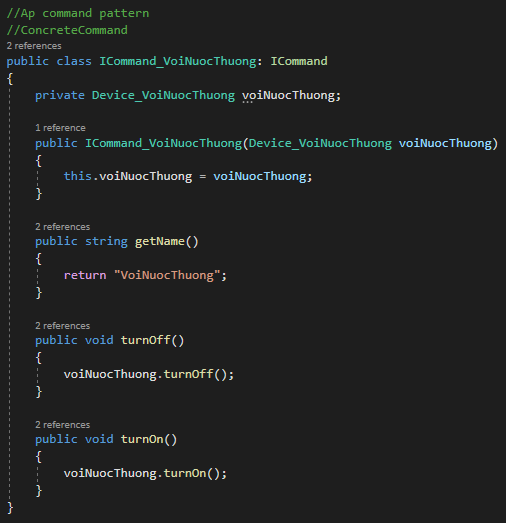 //Ap command pattern
//ConcreteCommand
2 references
public class ICommand_VoiNuocThuong: ICommand
{
private Device_VoiNuocThuong voiNuocThuong;
1 reference
public ICommand_VoiNuocThuong(Device_VoiNuocThuong voiNuocThuong)
{
this.voiNuocThuong = voiNuocThuong;
}
2 references
public string getName()
{
return "VoiNuocThuong";
}
2 references
public void turnOff()
{
voiNuocThuong.turnOff();
}
2 references
public void turnOn()
{
voiNuocThuong.turnOn();
}
}